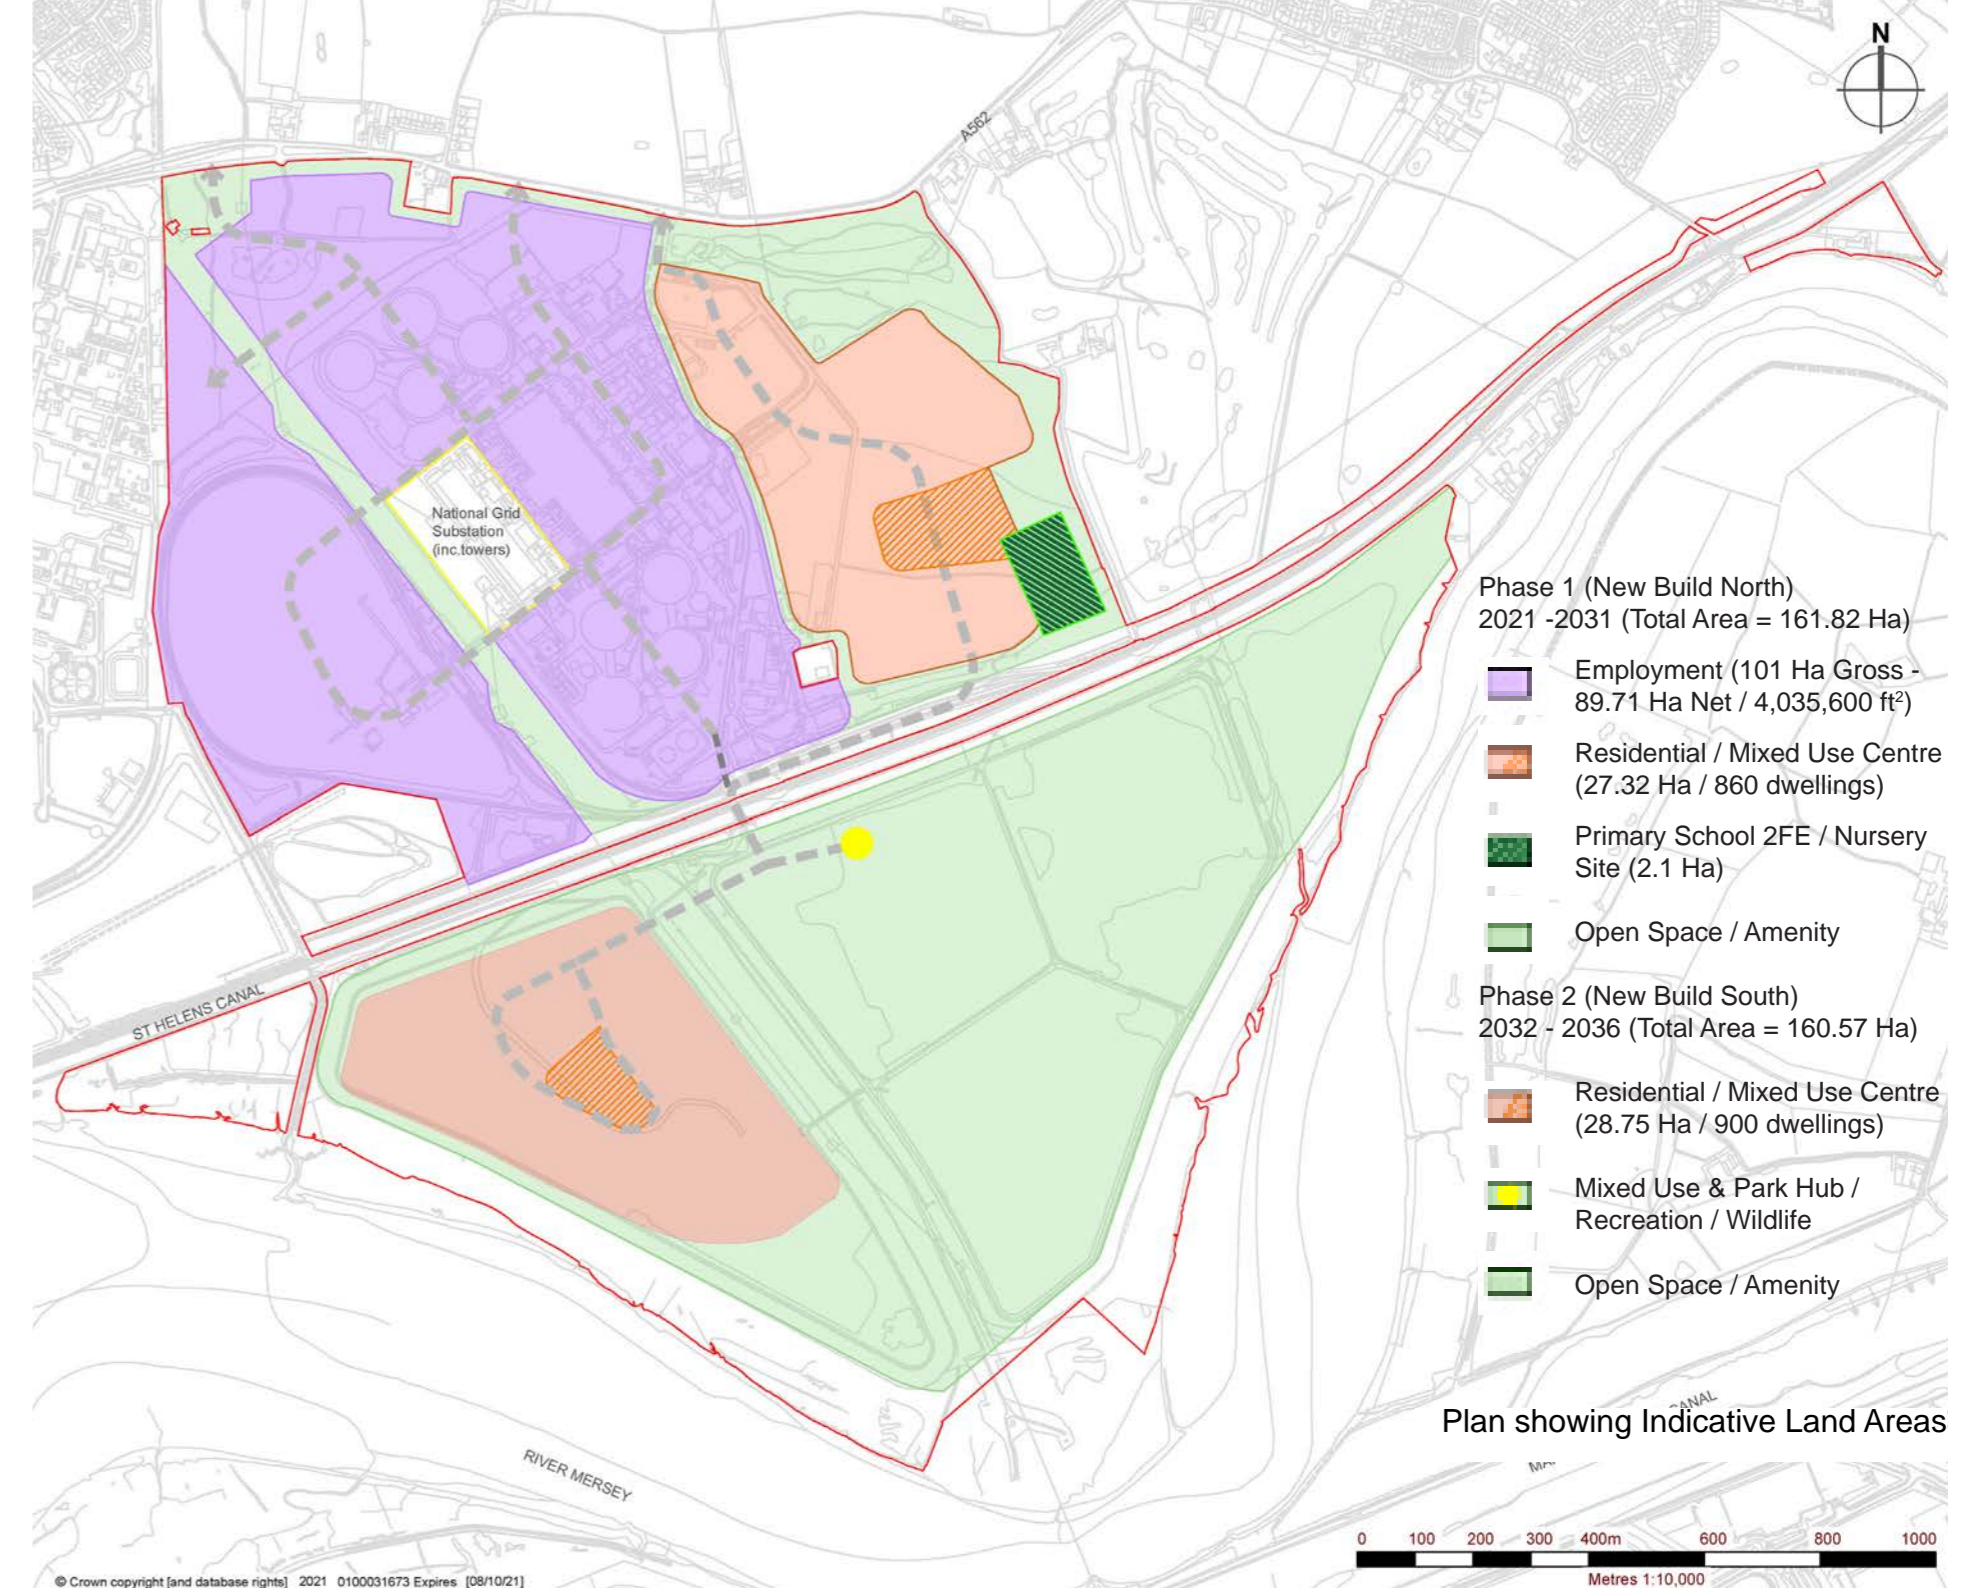 N
A562
National Grid
Substation
(inc.towers)
Phase 1 (New Build North)
2021 -2031 (Total Area = 161.82 Ha)
Employment (101 Ha Gross -
89.71 Ha Net / 4,035,600 ft²)
Residential / Mixed Use Centre
(27.32 Ha / 860 dwellings)
Primary School 2FE / Nursery
Site (2.1 Ha)
Open Space / Amenity
Phase 2 (New Build South)
2032 - 2036 (Total Area = 160.57 Ha)
Residential / Mixed Use Centre
(28.75 Ha / 900 dwellings)
Mixed Use & Park Hub /
Recreation / Wildlife
Open Space / Amenity
ST HELENS CANAL
RIVER MERSEY
CANAL
Plan showing Indicative Land Areas
0 100 200 300 400m 600 800 1000
Metres 1:10,000
© Crown copyright [and database rights] 2021 0100031673 Expires [08/10/21]